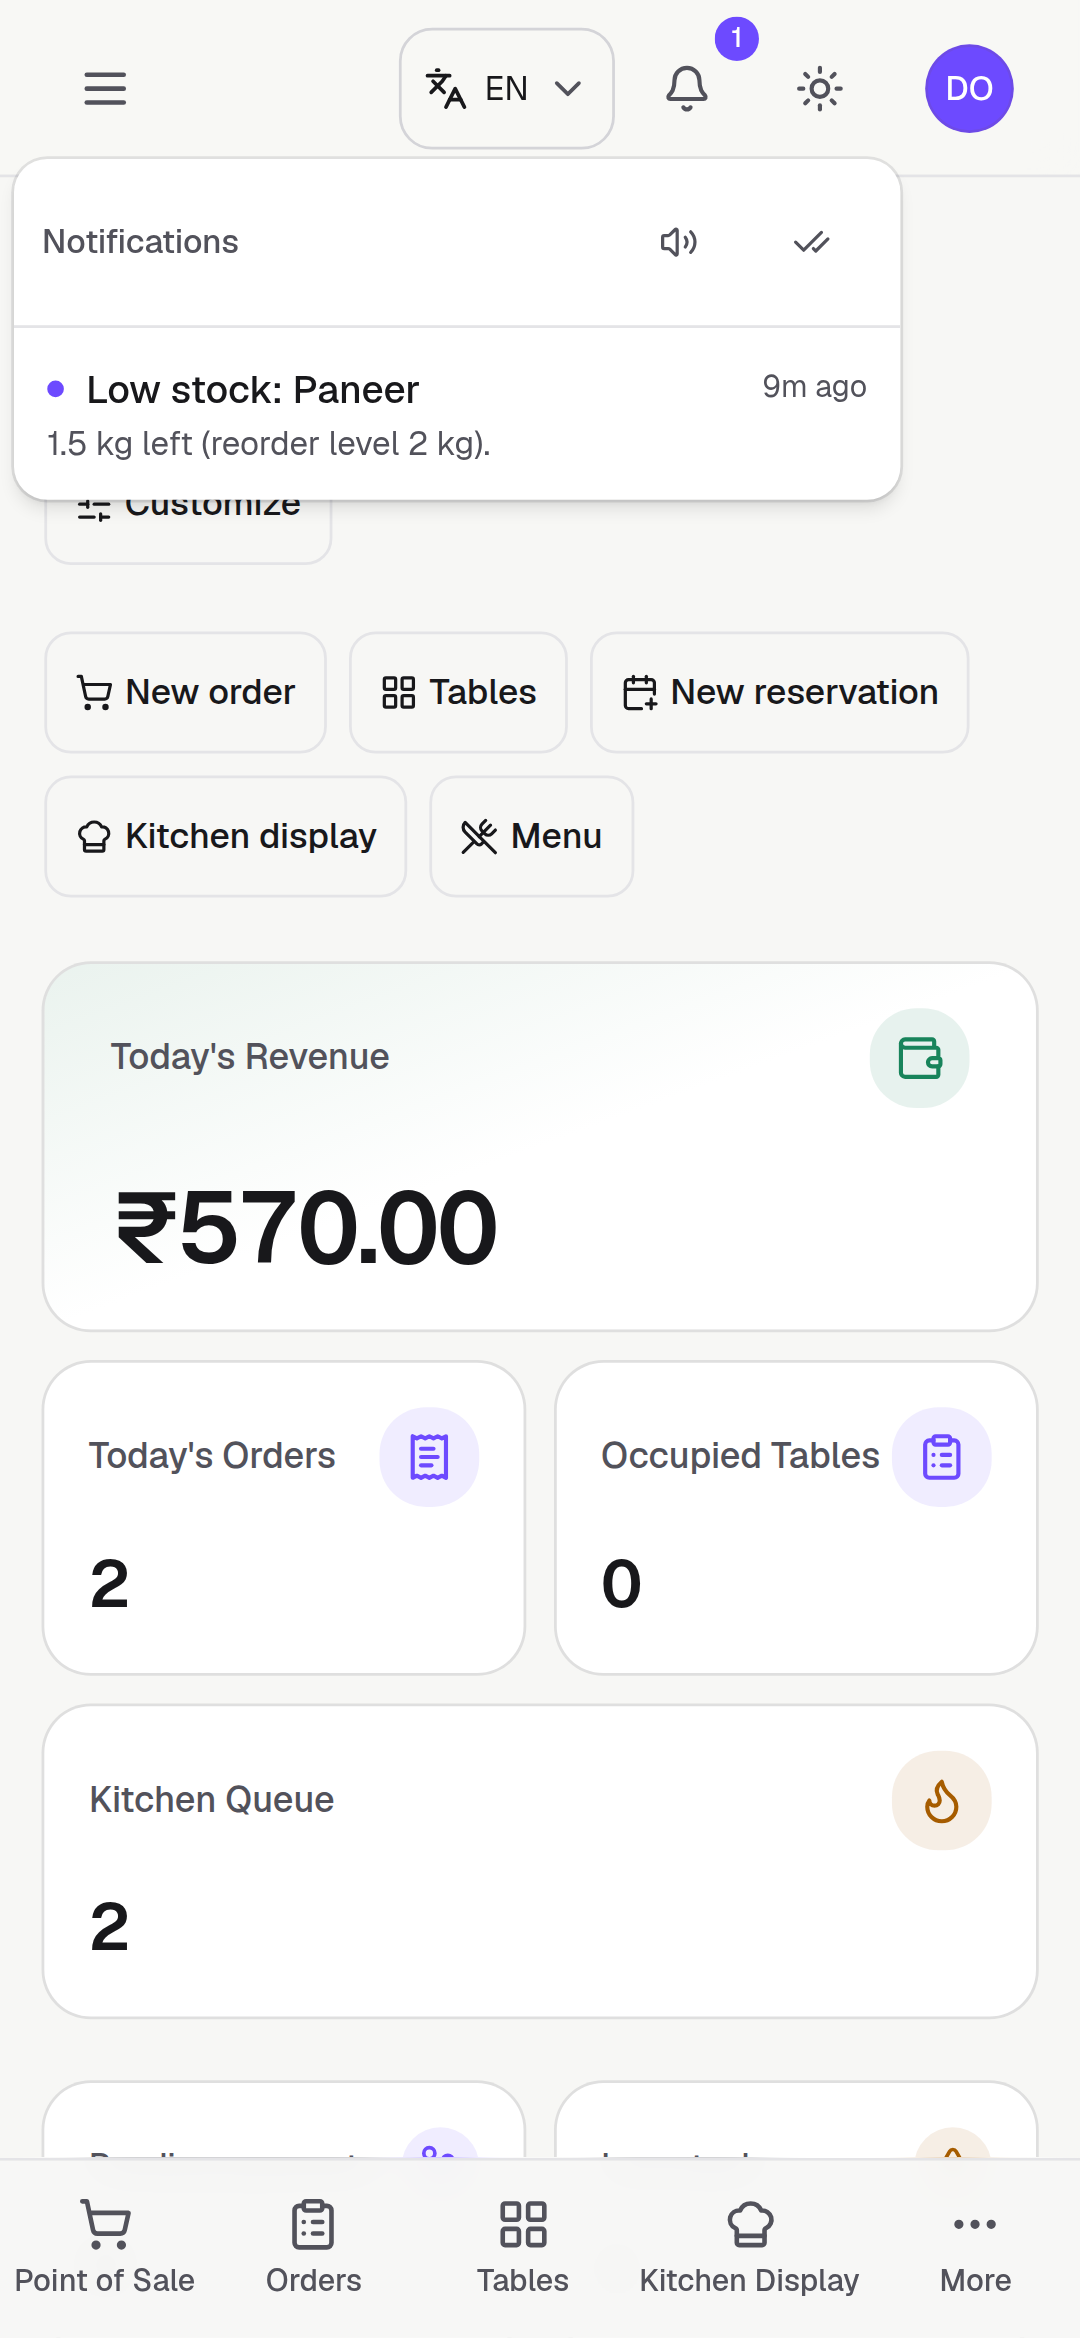 EN
1
DO
Notifications
Low stock: Paneer
9m ago
1.5 kg left (reorder level 2 kg).
Customize
New order
Tables
New reservation
Kitchen display
Menu
Today's Revenue
₹570.00
Today's Orders
Occupied Tables
2
0
Kitchen Queue
2
Point of Sale
Orders
Tables
Kitchen Display
More